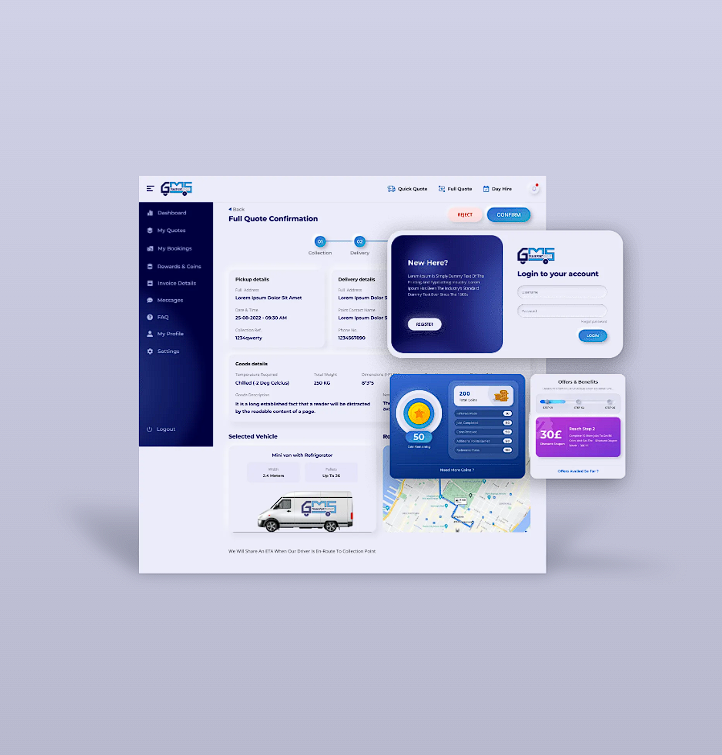 GMS
TRANSPORT
Quick Quote
Full Quote
Day Hire
Dashboard
My Quotes
My Bookings
Rewards & Coins
Invoice Details
Messages
FAQ
My Profile
Settings
Logout
Back
Full Quote Confirmation
REJECT
CONFIRM
01
02
Collection
Delivery
Pickup details
Full Address
Lorem Ipsum Dolor Sit Amet
Date & Time
25-08-2022 - 09:30 AM
Collection Ref
1234qwerty
Delivery details
Full Address
Lorem Ipsum Dolor S
Point Contact Name
Lorem Ipsum Dolor S
Phone No
1234567890
Goods details
Temperature Required
Total Weight
Chilled (-2 Deg Celcius)
250 KG
8*3*5
Goods Description
It is a long established fact that a reader will be distracted
by the readable content of a page.
Selected Vehicle
Mini van with Refrigerator
Width
2.4 Meters
Pallets
Up To 26
GMS
We Will Share An ETA When Our Driver Is En-Route To Collection Point
New Here?
Lorem Ipsum Is Simply Dummy Text Of The
Printing And Typesetting Industry. Lorem
Ipsum Has Been The Industry's Standard
Dummy Text Ever Since The 1500s
REGISTER
GMS
TRANSPORT
Login to your account
Username
Password
Forgot password
LOGIN
50
200
Total Coins
Need More Coins ?
Offers & Benefits
30£
Discount Coupon
Reach Step 2
Offers Availed So Far ?